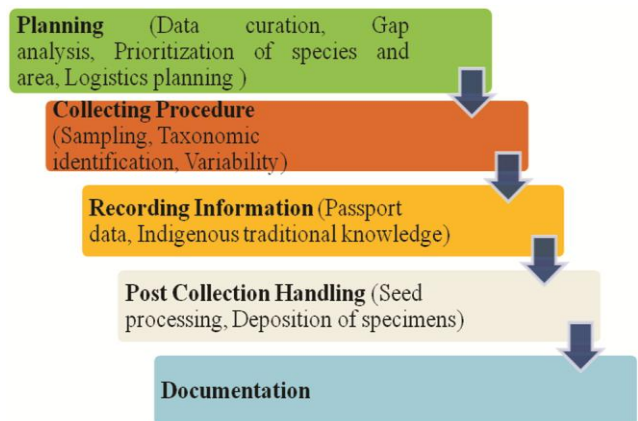 Planning (Data curation, Gap
analysis, Prioritization of species and
area, Logistics planning )
Collecting Procedure
(Sampling, Taxonomic
identification, Variability)
Recording Information (Passport
data, Indigenous traditional knowledge)
Post Collection Handling (Seed
processing, Deposition of specimens)
Documentation